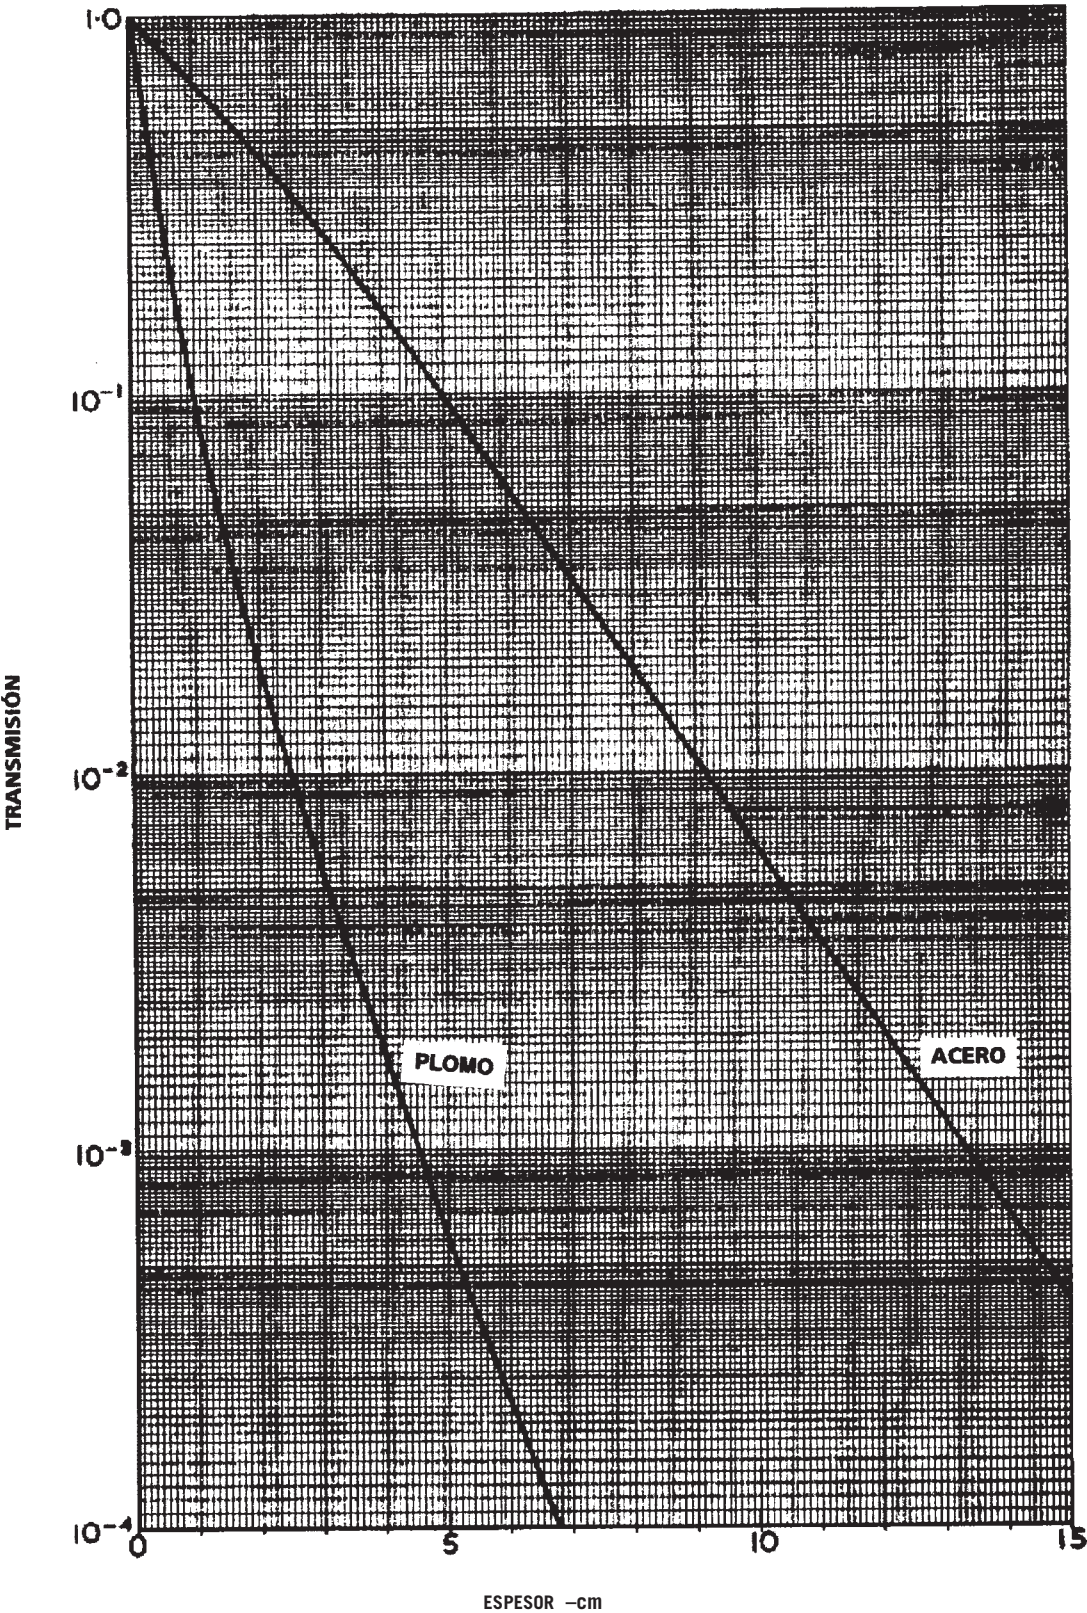 1·0
10⁻¹
10⁻²
10⁻³
10⁻⁴
TRANSMISIÓN
PLOMO
ACERO
0
5
10
15
ESPESOR –cm